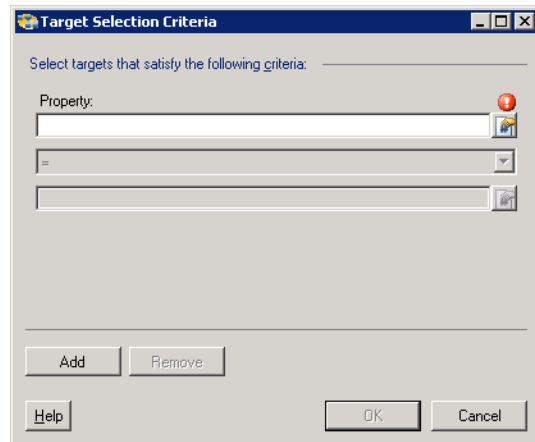 Target Selection Criteria
Select targets that satisfy the following criteria:
Property:
=
Add
Remove
Help
OK
Cancel